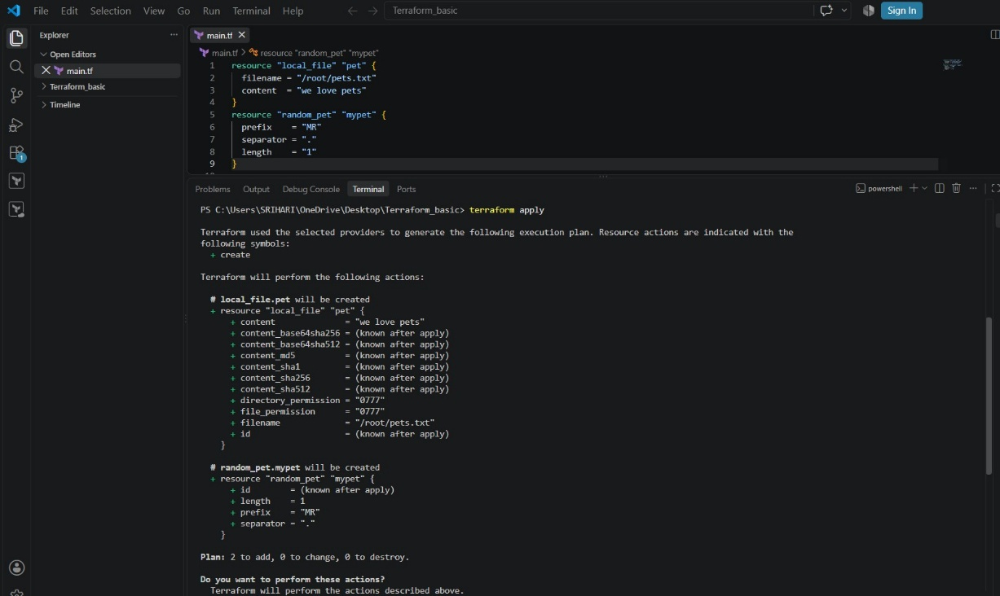 File Edit Selection View Go Run Terminal Help
Terraform_basic
Sign In
Explorer
Open Editors
main.tf
Terraform_basic
Timeline
1
main.tf
main.tf > resource "random_pet" "mypet"
1 resource "local_file" "pet" {
2 filename = "/root/pets.txt"
3 content = "we love pets"
4 }
5 resource "random_pet" "mypet" {
6 prefix = "MR"
7 separator = "."
8 length = "1"
9 }
Problems Output Debug Console Terminal Ports
powershell
PS C:\Users\SRIHARI\OneDrive\Desktop\Terraform_basic> terraform apply
Terraform used the selected providers to generate the following execution plan. Resource actions are indicated with the
following symbols:
+ create
Terraform will perform the following actions:
# local_file.pet will be created
+ resource "local_file" "pet" {
+ content = "we love pets"
+ content_base64sha256 = (known after apply)
+ content_base64sha512 = (known after apply)
+ content_md5 = (known after apply)
+ content_sha1 = (known after apply)
+ content_sha256 = (known after apply)
+ content_sha512 = (known after apply)
+ directory_permission = "0777"
+ file_permission = "0777"
+ filename = "/root/pets.txt"
+ id = (known after apply)
}
# random_pet.mypet will be created
+ resource "random_pet" "mypet" {
+ id = (known after apply)
+ length = 1
+ prefix = "MR"
+ separator = "."
}
Plan: 2 to add, 0 to change, 0 to destroy.
Do you want to perform these actions?
Terraform will perform the actions described above.